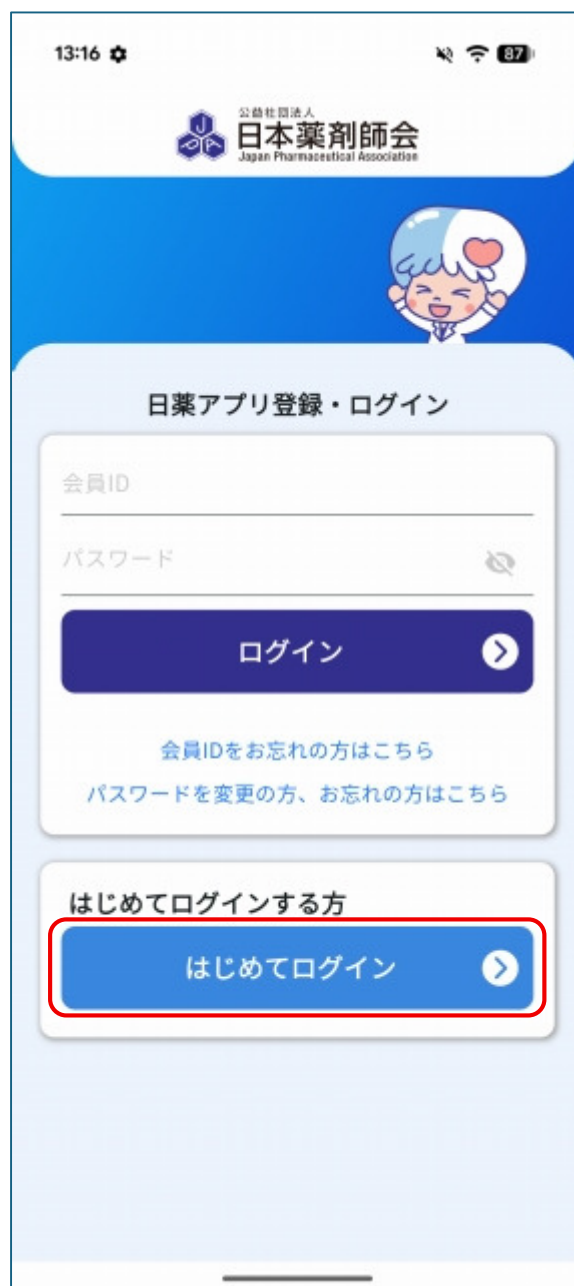 13:16
87
公益社団法人
日本薬剤師会
Japan Pharmaceutical Association
日薬アプリ登録・ログイン
会員ID
パスワード
ログイン
会員IDをお忘れの方はこちら
パスワードを変更の方、お忘れの方はこちら
はじめてログインする方
はじめてログイン